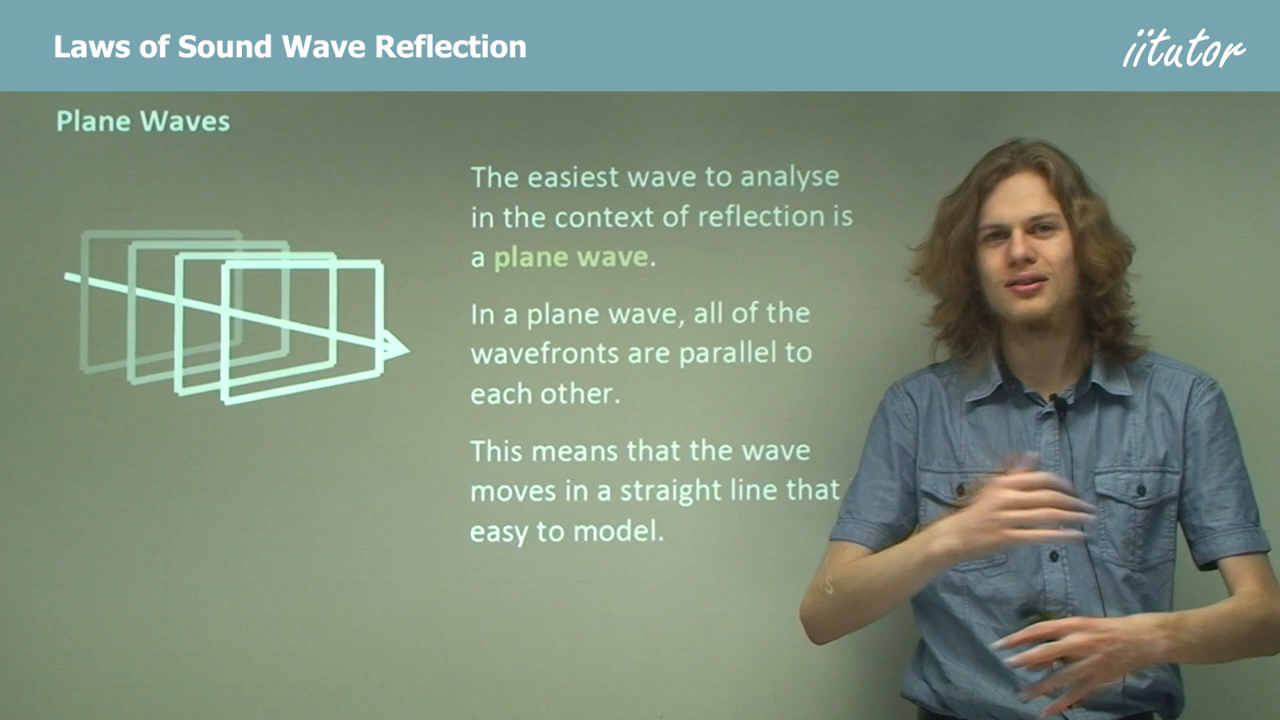 Laws of Sound Wave Reflection
iitutor
Plane Waves
The easiest wave to analyse
in the context of reflection is
a plane wave.
In a plane wave, all of the
wavefronts are parallel to
each other.
This means that the wave
moves in a straight line that
easy to model.